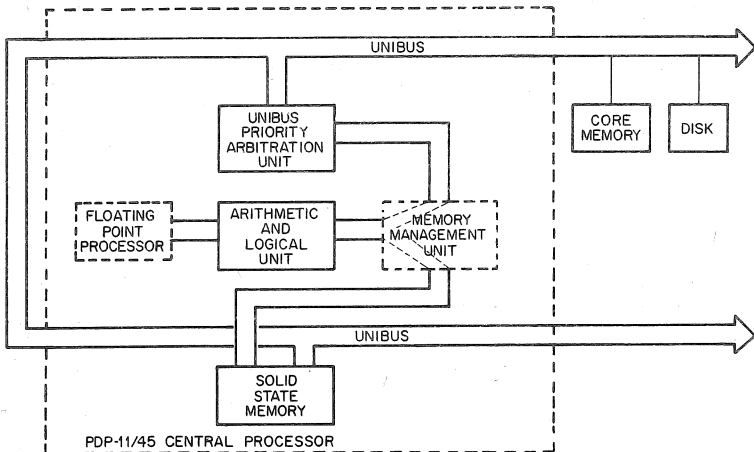 UNIBUS
UNIBUS
PRIORITY
ARBITRATION
UNIT
CORE
MEMORY
DISK
FLOATING
POINT
PROCESSOR
ARITHMETIC
AND
LOGICAL
UNIT
MEMORY
MANAGEMENT
UNIT
UNIBUS
SOLID
STATE
MEMORY
PDP-11/45 CENTRAL PROCESSOR